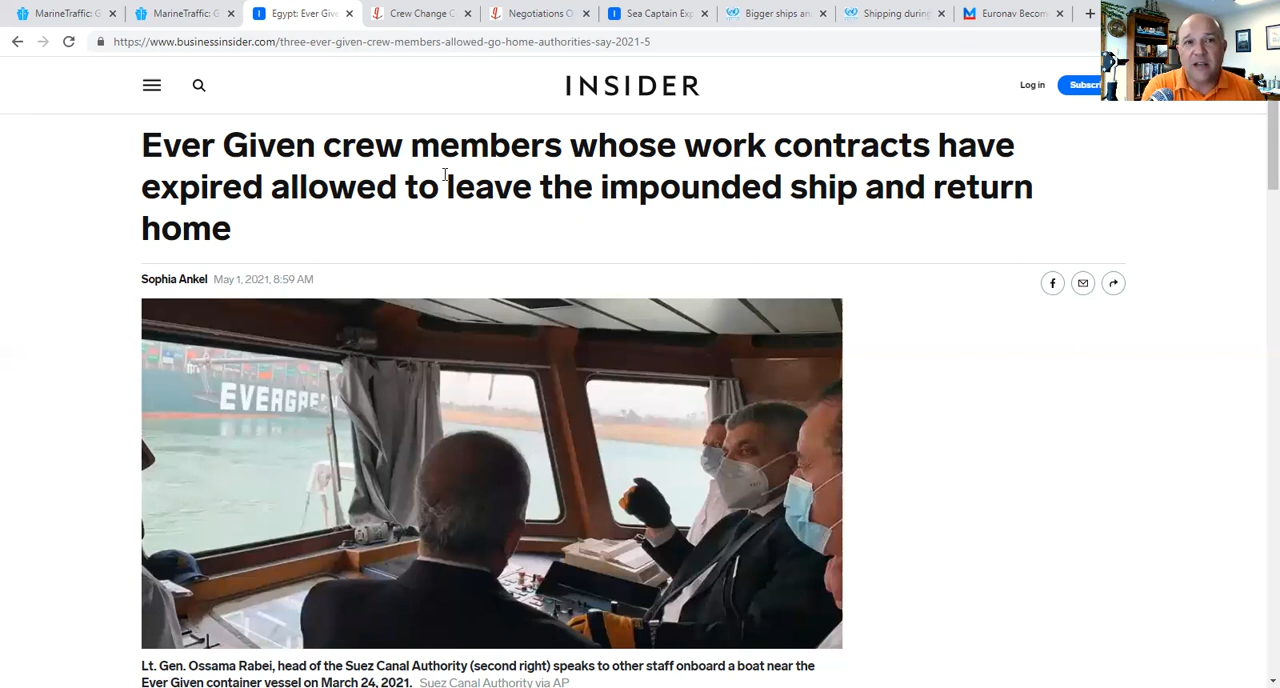 MarineTraffic: G
MarineTraffic: G
Egypt: Ever Give
Crew Change C
Negotiations O
Sea Captain Exp
Bigger ships an
Shipping during
Euronav Becom
https://www.businessinsider.com/three-ever-given-crew-members-allowed-go-home-authorities-say-2021-5
INSIDER
Log in
Subscri
Ever Given crew members whose work contracts have
expired allowed to leave the impounded ship and return
home
Sophia Ankel May 1, 2021, 8:59 AM
EVERGREEN
Lt. Gen. Ossama Rabei, head of the Suez Canal Authority (second right) speaks to other staff onboard a boat near the
Ever Given container vessel on March 24, 2021. Suez Canal Authority via AP